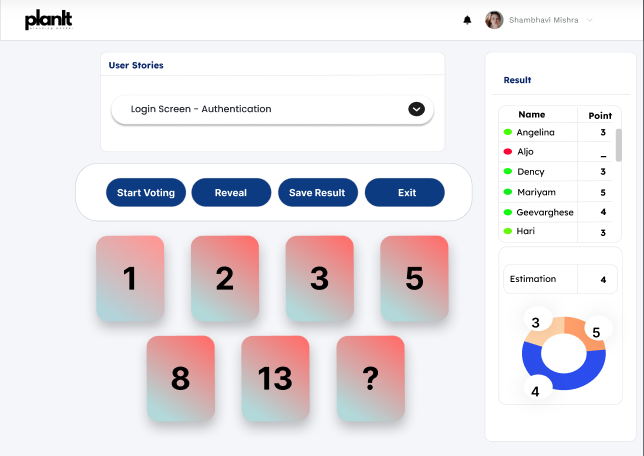 planIt
Shambhavi Mishra
User Stories
Login Screen - Authentication
Start Voting
Reveal
Save Result
Exit
1
2
3
5
8
13
?
Result
Name Point
Angelina 3
Aljo _
Dency 3
Mariyam 5
Geevarghese 4
Hari 3
Estimation 4
3
5
4